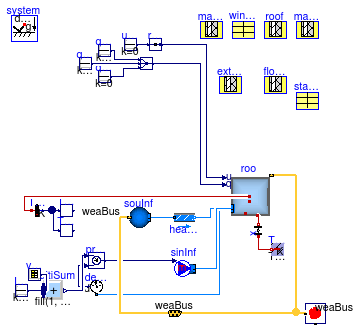 system
d...
ma...
win...
roof
ma...
ext...
flo...
sta...
u
r
k=0
q
k...
k=0
roo
u
q
weaBus
souInf
hea...
T...
sinInf
pr...
de...
tiSum
fill(1, ...
k...
weaBus
weaBus